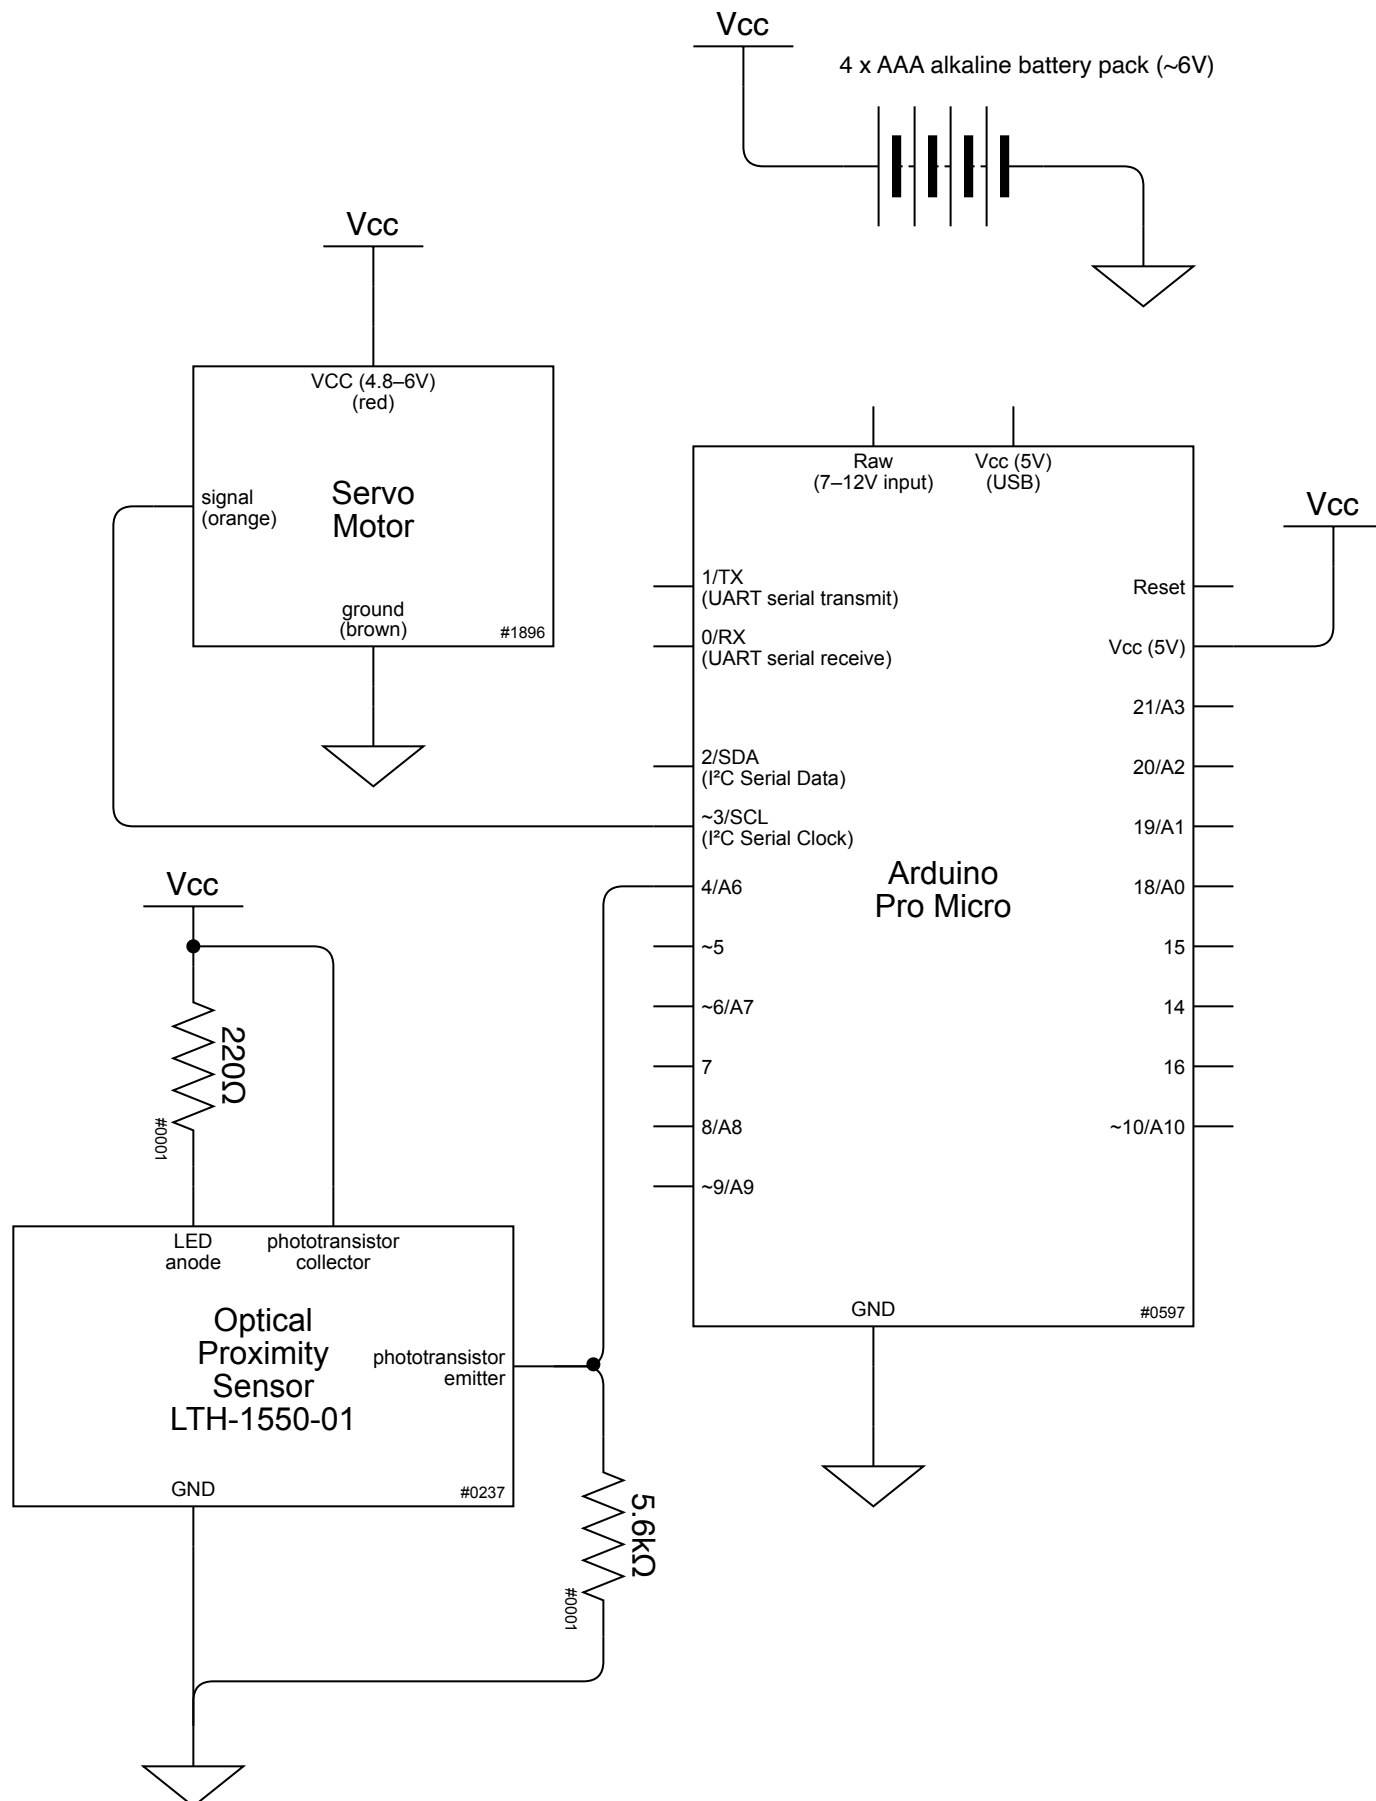 Vcc
4 x AAA alkaline battery pack (~6V)
Vcc
VCC (4.8–6V)
(red)
signal
(orange)
Servo
Motor
ground
(brown)
#1896
Raw
(7–12V input)
Vcc (5V)
(USB)
Vcc
1/TX
(UART serial transmit)
0/RX
(UART serial receive)
2/SDA
(I²C Serial Data)
~3/SCL
(I²C Serial Clock)
4/A6
~5
~6/A7
7
8/A8
~9/A9
Arduino
Pro Micro
Reset
Vcc (5V)
21/A3
20/A2
19/A1
18/A0
15
14
16
~10/A10
GND
#0597
Vcc
220Ω
#0001
LED
anode
phototransistor
collector
Optical
Proximity
Sensor
LTH-1550-01
phototransistor
emitter
GND
#0237
5.6kΩ
#0001